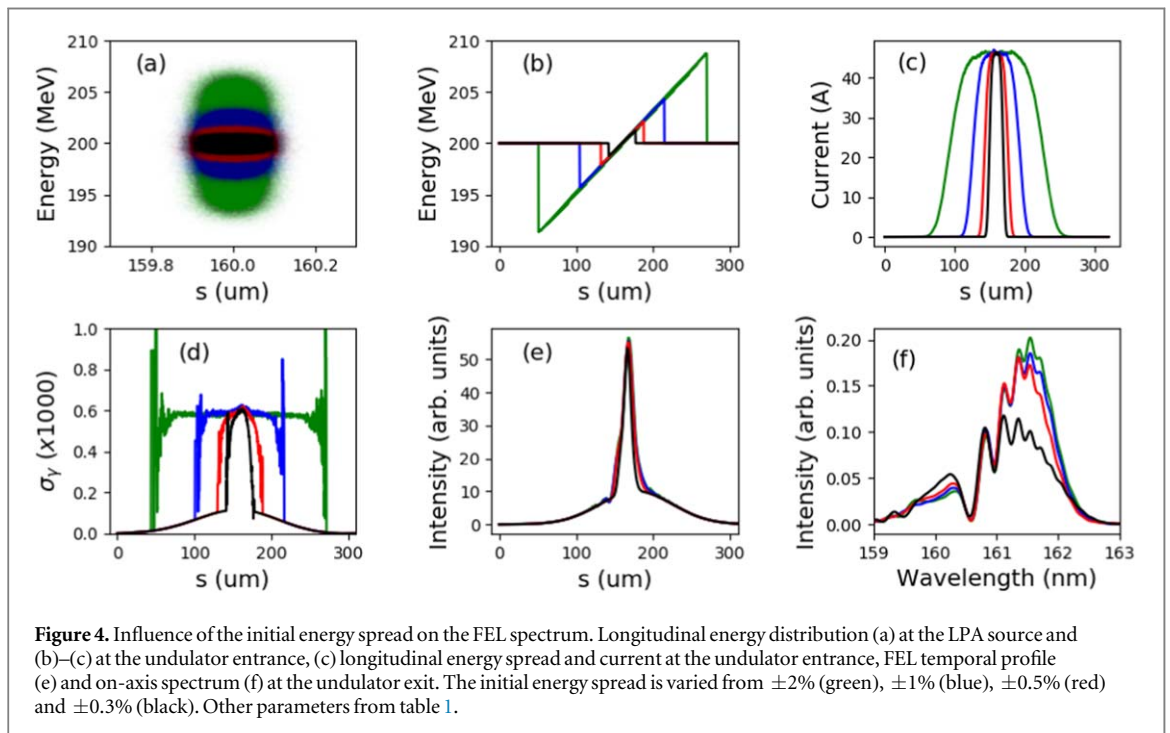 (a)
Energy (MeV)
210
205
200
195
190
159.8 160.0 160.2
s (um)
(b)
Energy (MeV)
210
205
200
195
190
0 100 200 300
s (um)
(c)
Current (A)
40
30
20
10
0
0 100 200 300
s (um)
(d)
σγ (x1000)
1.0
0.8
0.6
0.4
0.2
0.0
0 100 200 300
s (um)
(e)
Intensity (arb. units)
50
40
30
20
10
0
0 100 200 300
s (um)
(f)
Intensity (arb. units)
0.20
0.15
0.10
0.05
0.00
159 160 161 162 163
Wavelength (nm)
Figure 4. Influence of the initial energy spread on the FEL spectrum. Longitudinal energy distribution (a) at the LPA source and
(b)–(c) at the undulator entrance, (c) longitudinal energy spread and current at the undulator entrance, FEL temporal profile
(e) and on-axis spectrum (f) at the undulator exit. The initial energy spread is varied from ±2% (green), ±1% (blue), ±0.5% (red)
and ±0.3% (black). Other parameters from table 1.